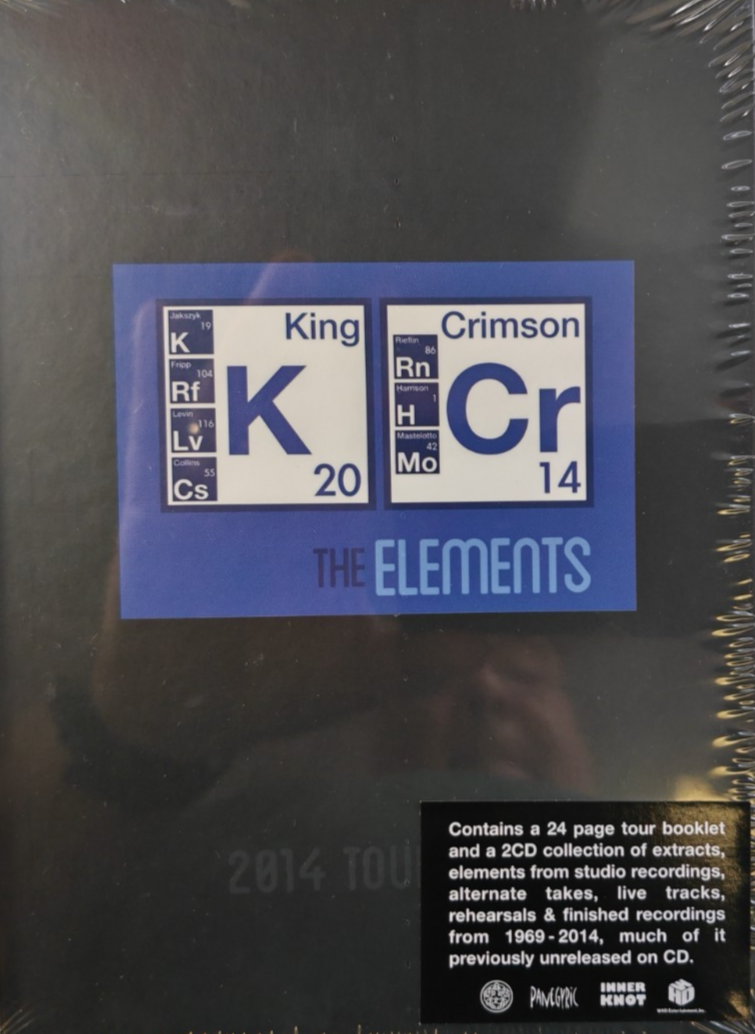 King
Jakszyk
19
K
Fripp
104
Rf
Levin
116
Lv
Collins
55
Cs
K
20
Crimson
Rieflin
86
Rn
Harrison
1
H
Mastelotto
42
Mo
Cr
14
THE ELEMENTS
2014 TOU
Contains a 24 page tour booklet
and a 2CD collection of extracts,
elements from studio recordings,
alternate takes, live tracks,
rehearsals & finished recordings
from 1969-2014, much of it
previously unreleased on CD.
PANEGYRIC
INNER
KNOT
WHD Entertainment, Inc.